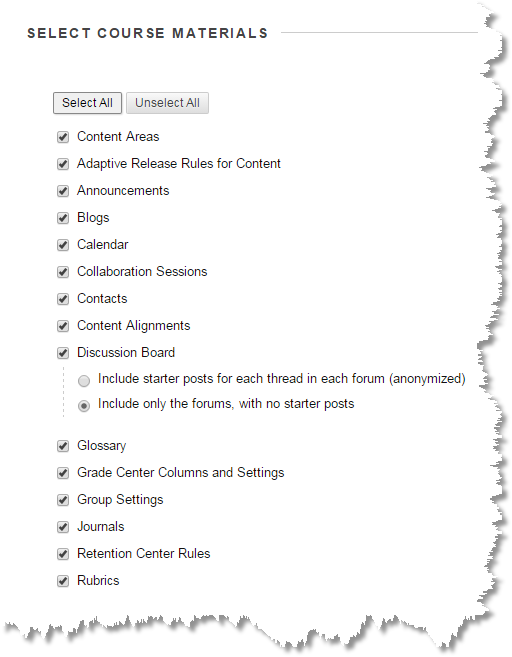 SELECT COURSE MATERIALS
Select All Unselect All
Content Areas
Adaptive Release Rules for Content
Announcements
Blogs
Calendar
Collaboration Sessions
Contacts
Content Alignments
Discussion Board
Include starter posts for each thread in each forum (anonymized)
Include only the forums, with no starter posts
Glossary
Grade Center Columns and Settings
Group Settings
Journals
Retention Center Rules
Rubrics